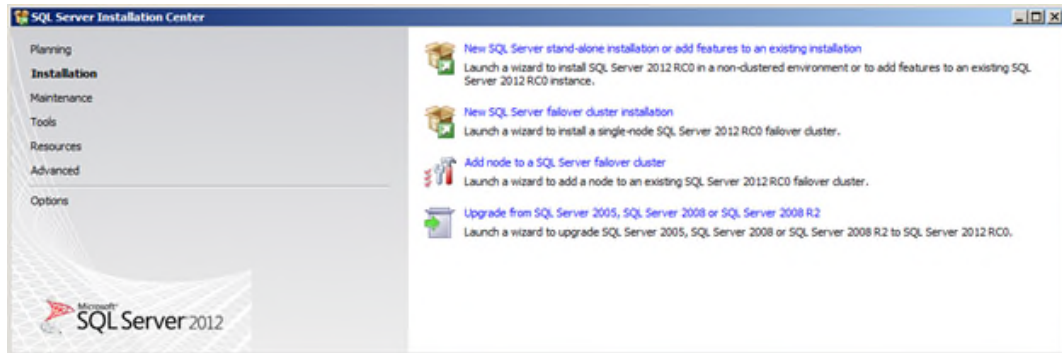 SQL Server Installation Center
Planning
Installation
Maintenance
Tools
Resources
Advanced
Options
Microsoft
SQL Server 2012
New SQL Server stand-alone installation or add features to an existing installation
Launch a wizard to install SQL Server 2012 RC0 in a non-clustered environment or to add features to an existing SQL
Server 2012 RC0 instance.
New SQL Server failover cluster installation
Launch a wizard to install a single-node SQL Server 2012 RC0 failover cluster.
Add node to a SQL Server failover cluster
Launch a wizard to add a node to an existing SQL Server 2012 RC0 failover cluster.
Upgrade from SQL Server 2005, SQL Server 2008 or SQL Server 2008 R2
Launch a wizard to upgrade SQL Server 2005, SQL Server 2008 or SQL Server 2008 R2 to SQL Server 2012 RC0.